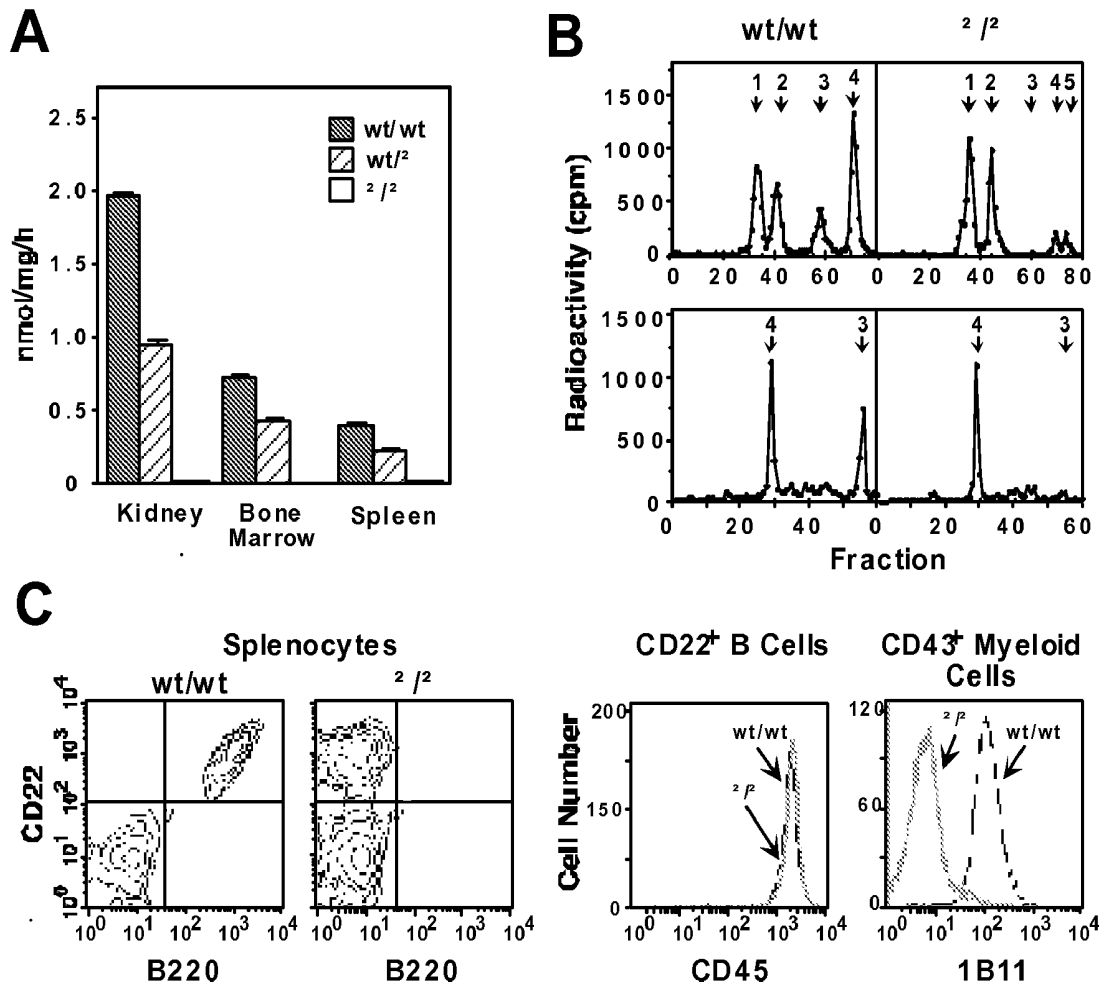 A
nmol/mg/h
2.5
2.0
1.5
1.0
0.5
0
wt/wt
wt/²
²/²
Kidney
Bone Marrow
Spleen
B
wt/wt
²/²
Radioactivity (cpm)
1500
1000
500
0
1 2 3 4
1 2 3 4 5
0 20 40 60 0 20 40 60 80
1500
1000
500
0
4 3
4 3
0 20 40 0 20 40 60
Fraction
C
Splenocytes
wt/wt
²/²
CD22
10⁴
10³
10²
10¹
10⁰
10⁰ 10¹ 10² 10³ 10⁴
10⁰ 10¹ 10² 10³ 10⁴
B220
B220
CD22⁺ B Cells
Cell Number
200
150
0
wt/wt
²/²
10⁰ 10¹ 10² 10³ 10⁴
CD45
CD43⁺ Myeloid
Cells
120
60
0
²/²
wt/wt
10⁰ 10¹ 10² 10³ 10⁴
1B11